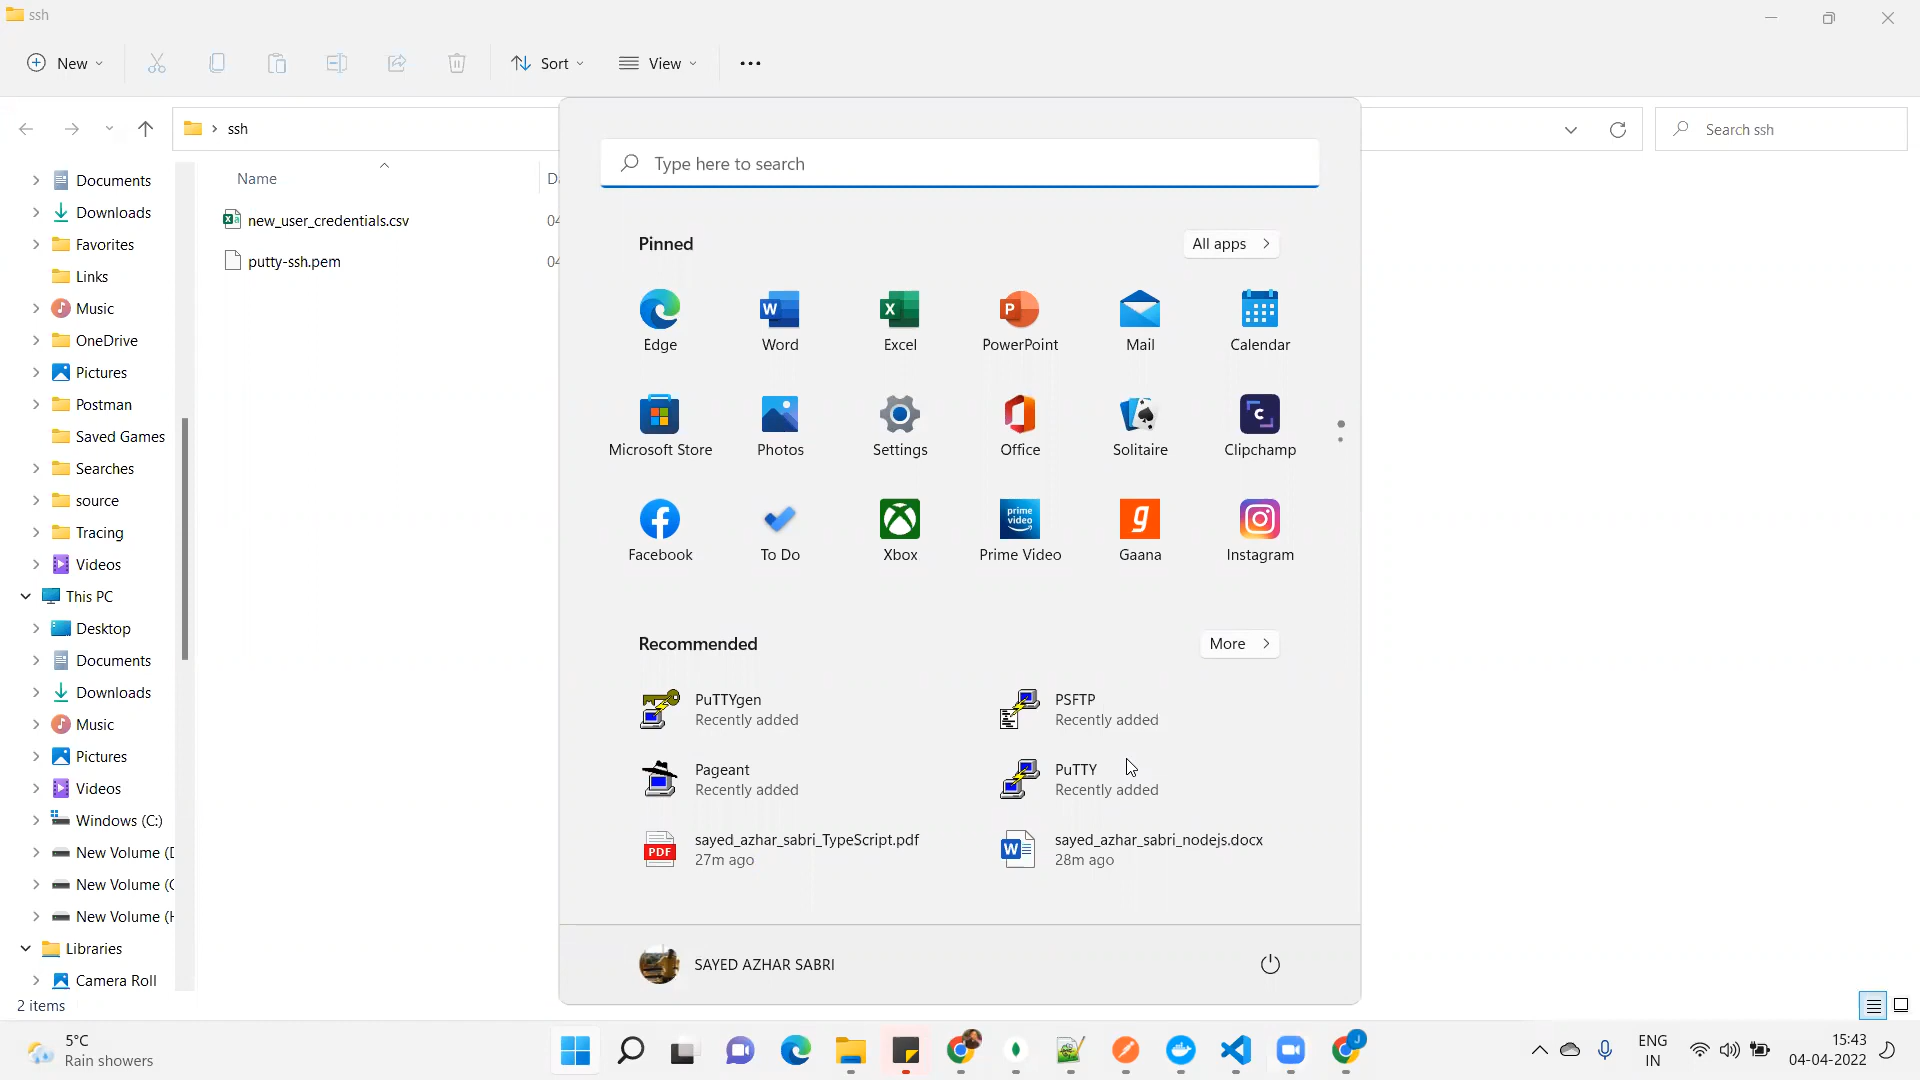 ssh
New
Sort
View
ssh
Search ssh
Name
new_user_credentials.csv
04
putty-ssh.pem
04
Documents
Downloads
Favorites
Links
Music
OneDrive
Pictures
Postman
Saved Games
Searches
source
Tracing
Videos
This PC
Desktop
Documents
Downloads
Music
Pictures
Videos
Windows (C:)
New Volume (
New Volume (
New Volume (
Libraries
Camera Roll
2 items
Type here to search
Pinned
All apps
Edge
Word
Excel
PowerPoint
Mail
Calendar
Microsoft Store
Photos
Settings
Office
Solitaire
Clipchamp
prime
video
Facebook
To Do
Xbox
Prime Video
Gaana
Instagram
Recommended
More
PuTTYgen
Recently added
PSFTP
Recently added
Pageant
Recently added
PuTTY
Recently added
PDF
sayed_azhar_sabri_TypeScript.pdf
27m ago
sayed_azhar_sabri_nodejs.docx
28m ago
SAYED AZHAR SABRI
5°C
Rain showers
ENG
IN
15:43
04-04-2022